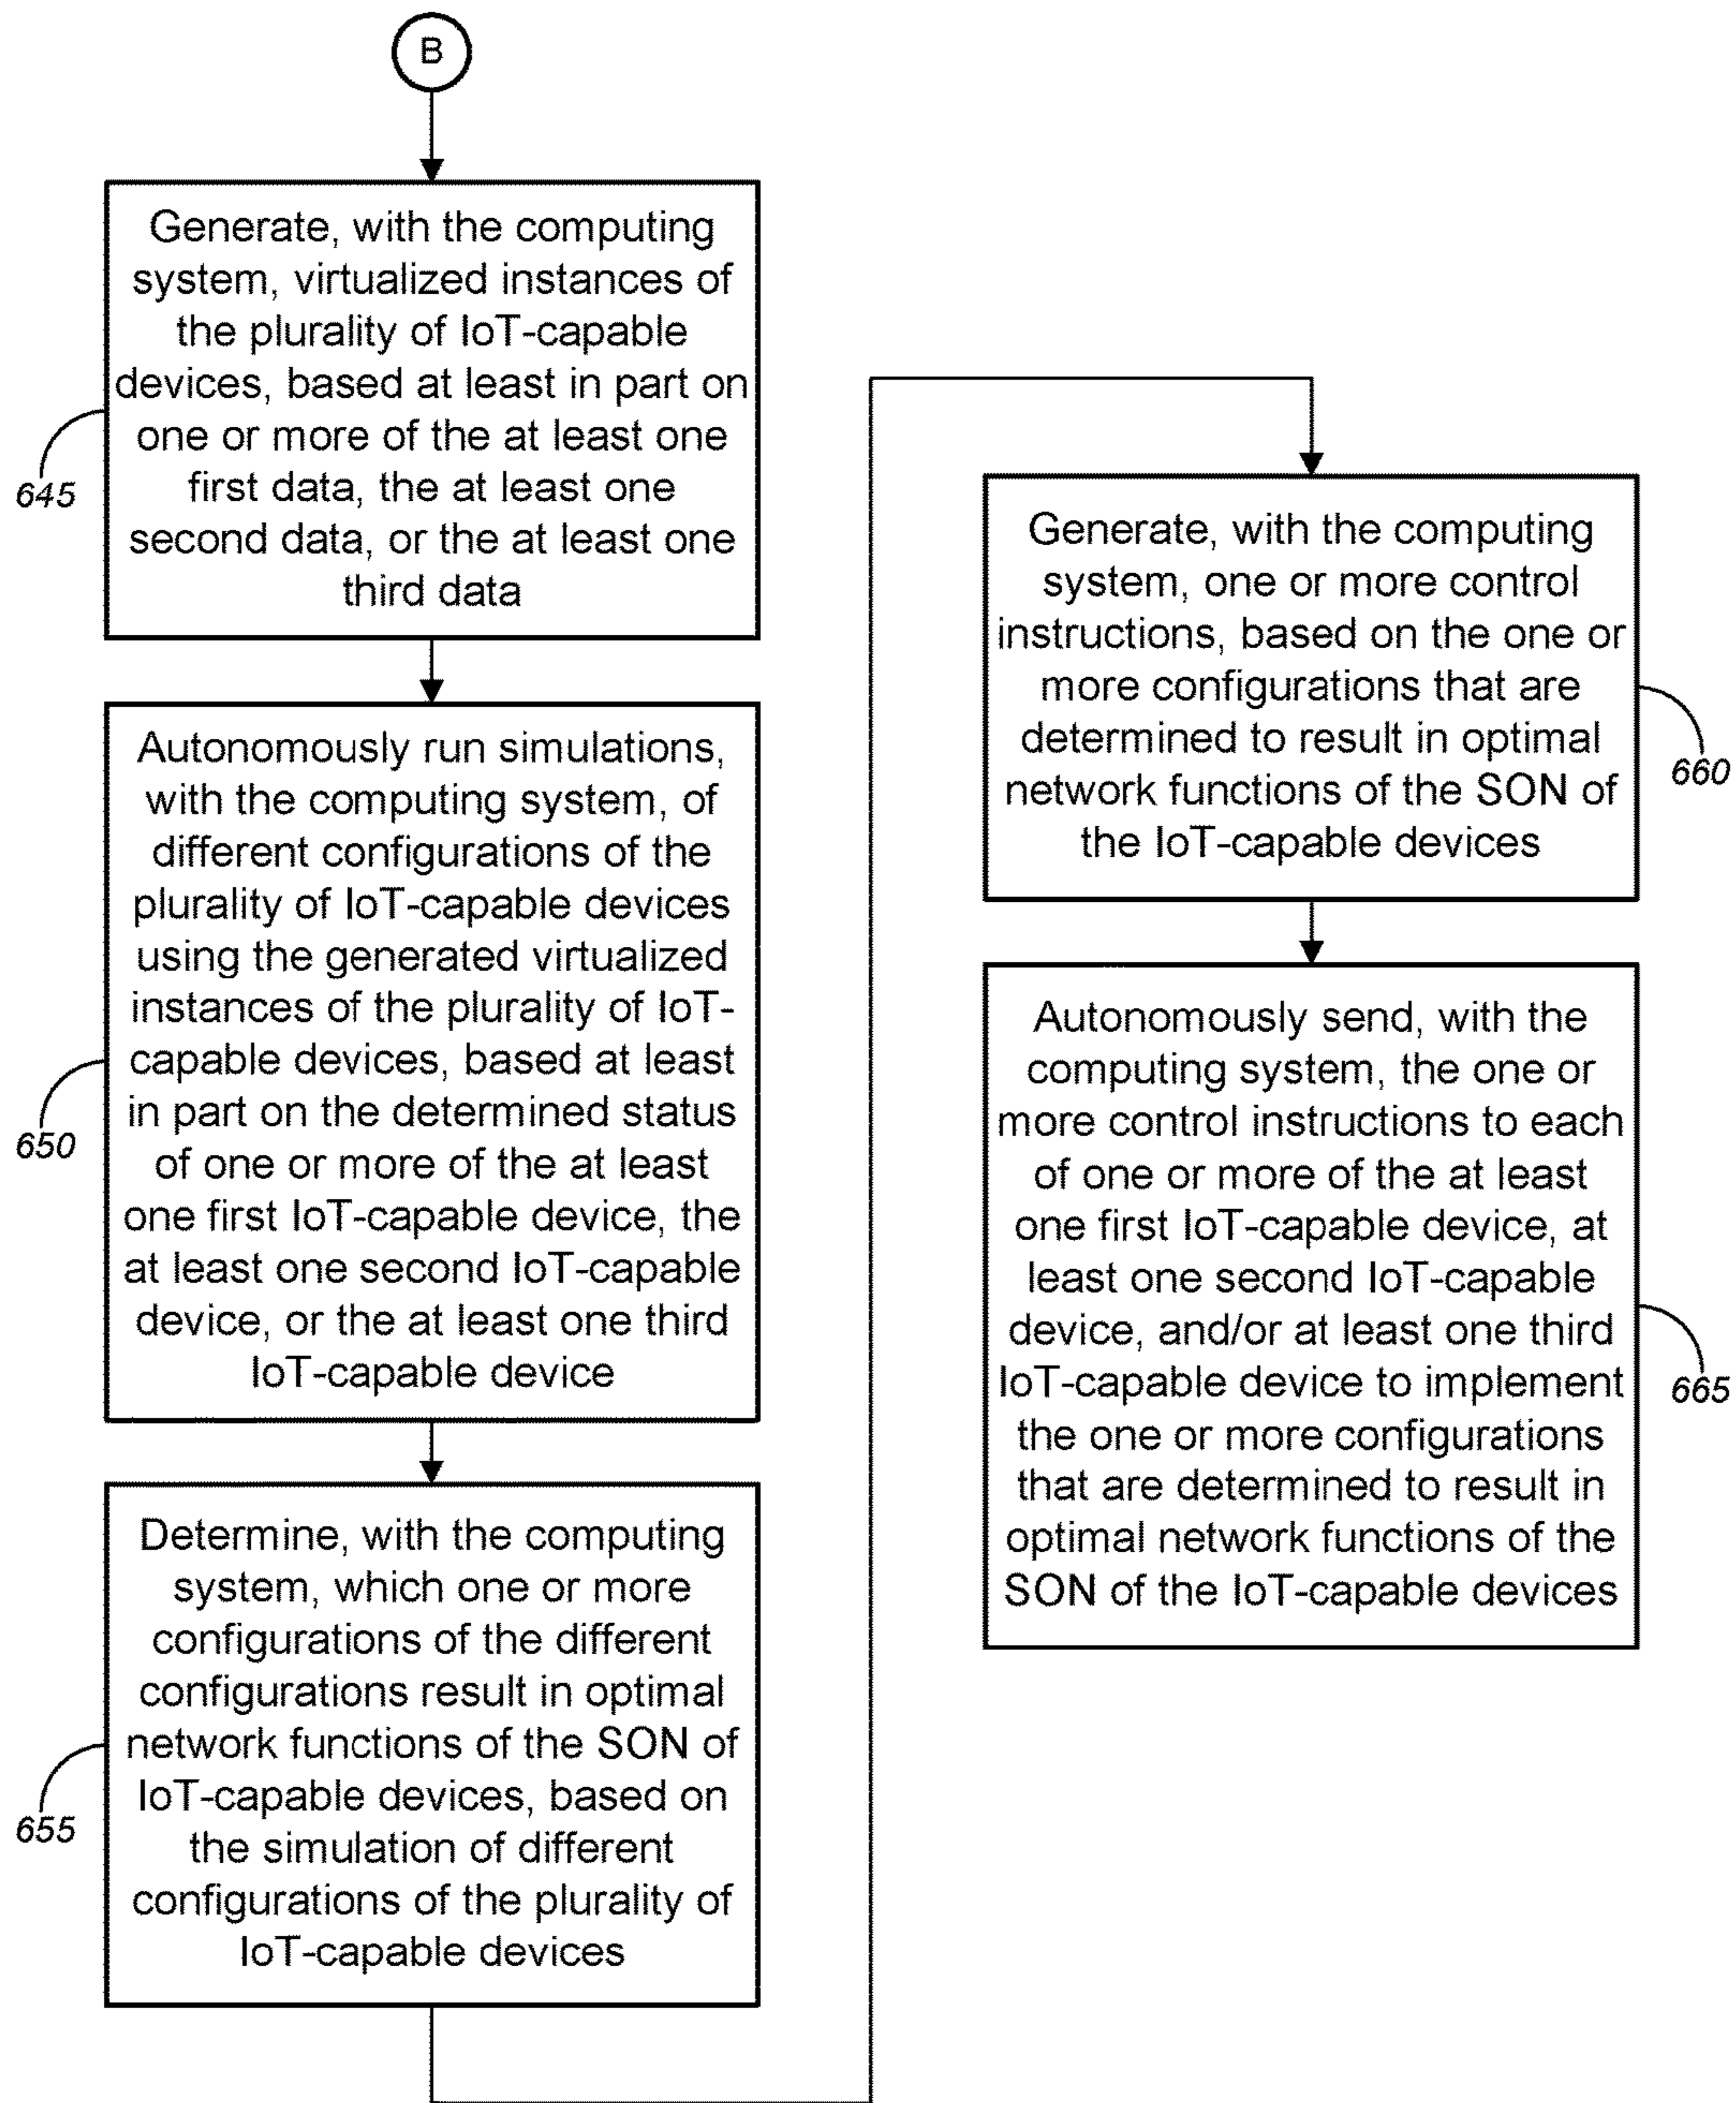 B
Generate, with the computing
system, virtualized instances of
the plurality of IoT-capable
devices, based at least in part on
one or more of the at least one
first data, the at least one
second data, or the at least one
third data
645
Autonomously run simulations,
with the computing system, of
different configurations of the
plurality of IoT-capable devices
using the generated virtualized
instances of the plurality of IoT-
capable devices, based at least
in part on the determined status
of one or more of the at least
one first IoT-capable device, the
at least one second IoT-capable
device, or the at least one third
IoT-capable device
650
Determine, with the computing
system, which one or more
configurations of the different
configurations result in optimal
network functions of the SON of
IoT-capable devices, based on
the simulation of different
configurations of the plurality of
IoT-capable devices
655
Generate, with the computing
system, one or more control
instructions, based on the one or
more configurations that are
determined to result in optimal
network functions of the SON of
the IoT-capable devices
660
Autonomously send, with the
computing system, the one or
more control instructions to each
of one or more of the at least
one first IoT-capable device, at
least one second IoT-capable
device, and/or at least one third
IoT-capable device to implement
the one or more configurations
that are determined to result in
optimal network functions of the
SON of the IoT-capable devices
665